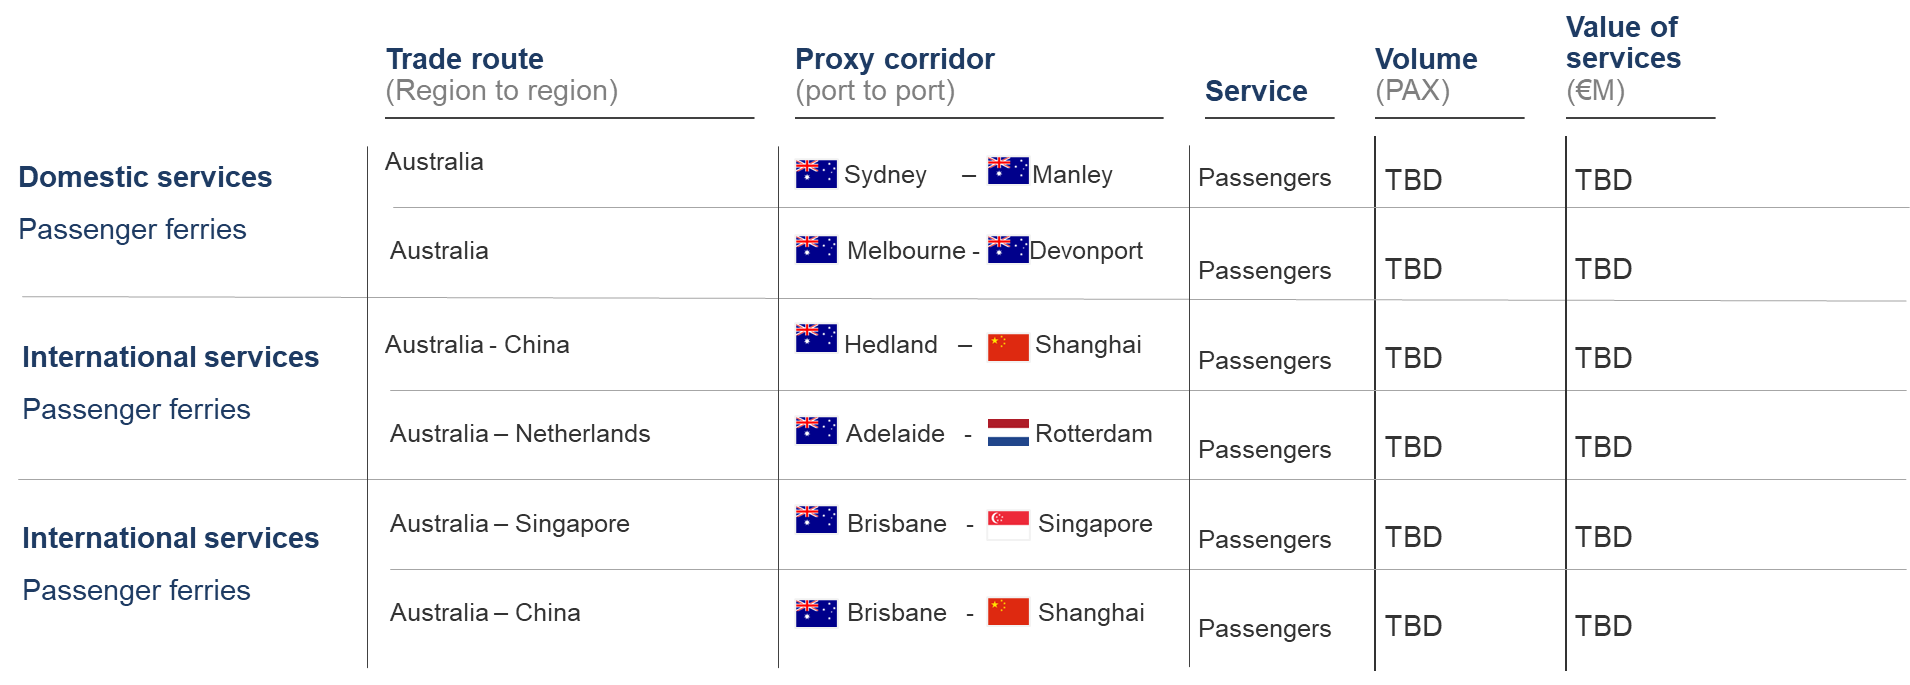 Trade route
(Region to region)
Proxy corridor
(port to port)
Service
Volume
(PAX)
Value of
services
(€M)
Domestic services
Passenger ferries
Australia
Sydney – Manley
Passengers
TBD
TBD
Australia
Melbourne - Devonport
Passengers
TBD
TBD
International services
Passenger ferries
Australia - China
Hedland – Shanghai
Passengers
TBD
TBD
Australia – Netherlands
Adelaide - Rotterdam
Passengers
TBD
TBD
International services
Passenger ferries
Australia – Singapore
Brisbane - Singapore
Passengers
TBD
TBD
Australia – China
Brisbane - Shanghai
Passengers
TBD
TBD